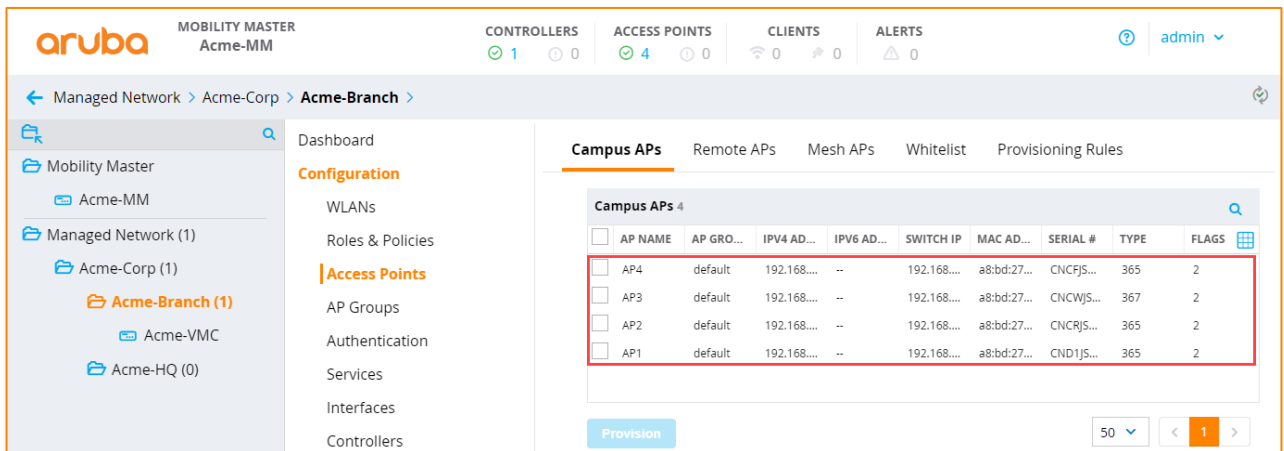 aruba
MOBILITY MASTER
Acme-MM
CONTROLLERS
1 0
ACCESS POINTS
4 0
CLIENTS
0 0
ALERTS
0
admin
Managed Network > Acme-Corp > Acme-Branch >
Mobility Master
Acme-MM
Managed Network (1)
Acme-Corp (1)
Acme-Branch (1)
Acme-VMC
Acme-HQ (0)
Dashboard
Configuration
WLANs
Roles & Policies
Access Points
AP Groups
Authentication
Services
Interfaces
Controllers
Campus APs Remote APs Mesh APs Whitelist Provisioning Rules
Campus APs 4
AP NAME AP GRO... IPV4 AD... IPV6 AD... SWITCH IP MAC AD... SERIAL # TYPE FLAGS
AP4 default 192.168.... -- 192.168.... a8:bd:27... CNCFJS... 365 2
AP3 default 192.168.... -- 192.168.... a8:bd:27... CNCWJS... 367 2
AP2 default 192.168.... -- 192.168.... a8:bd:27... CNCRJS... 365 2
AP1 default 192.168.... -- 192.168.... a8:bd:27... CND1JS... 365 2
Provision
50 < 1 >